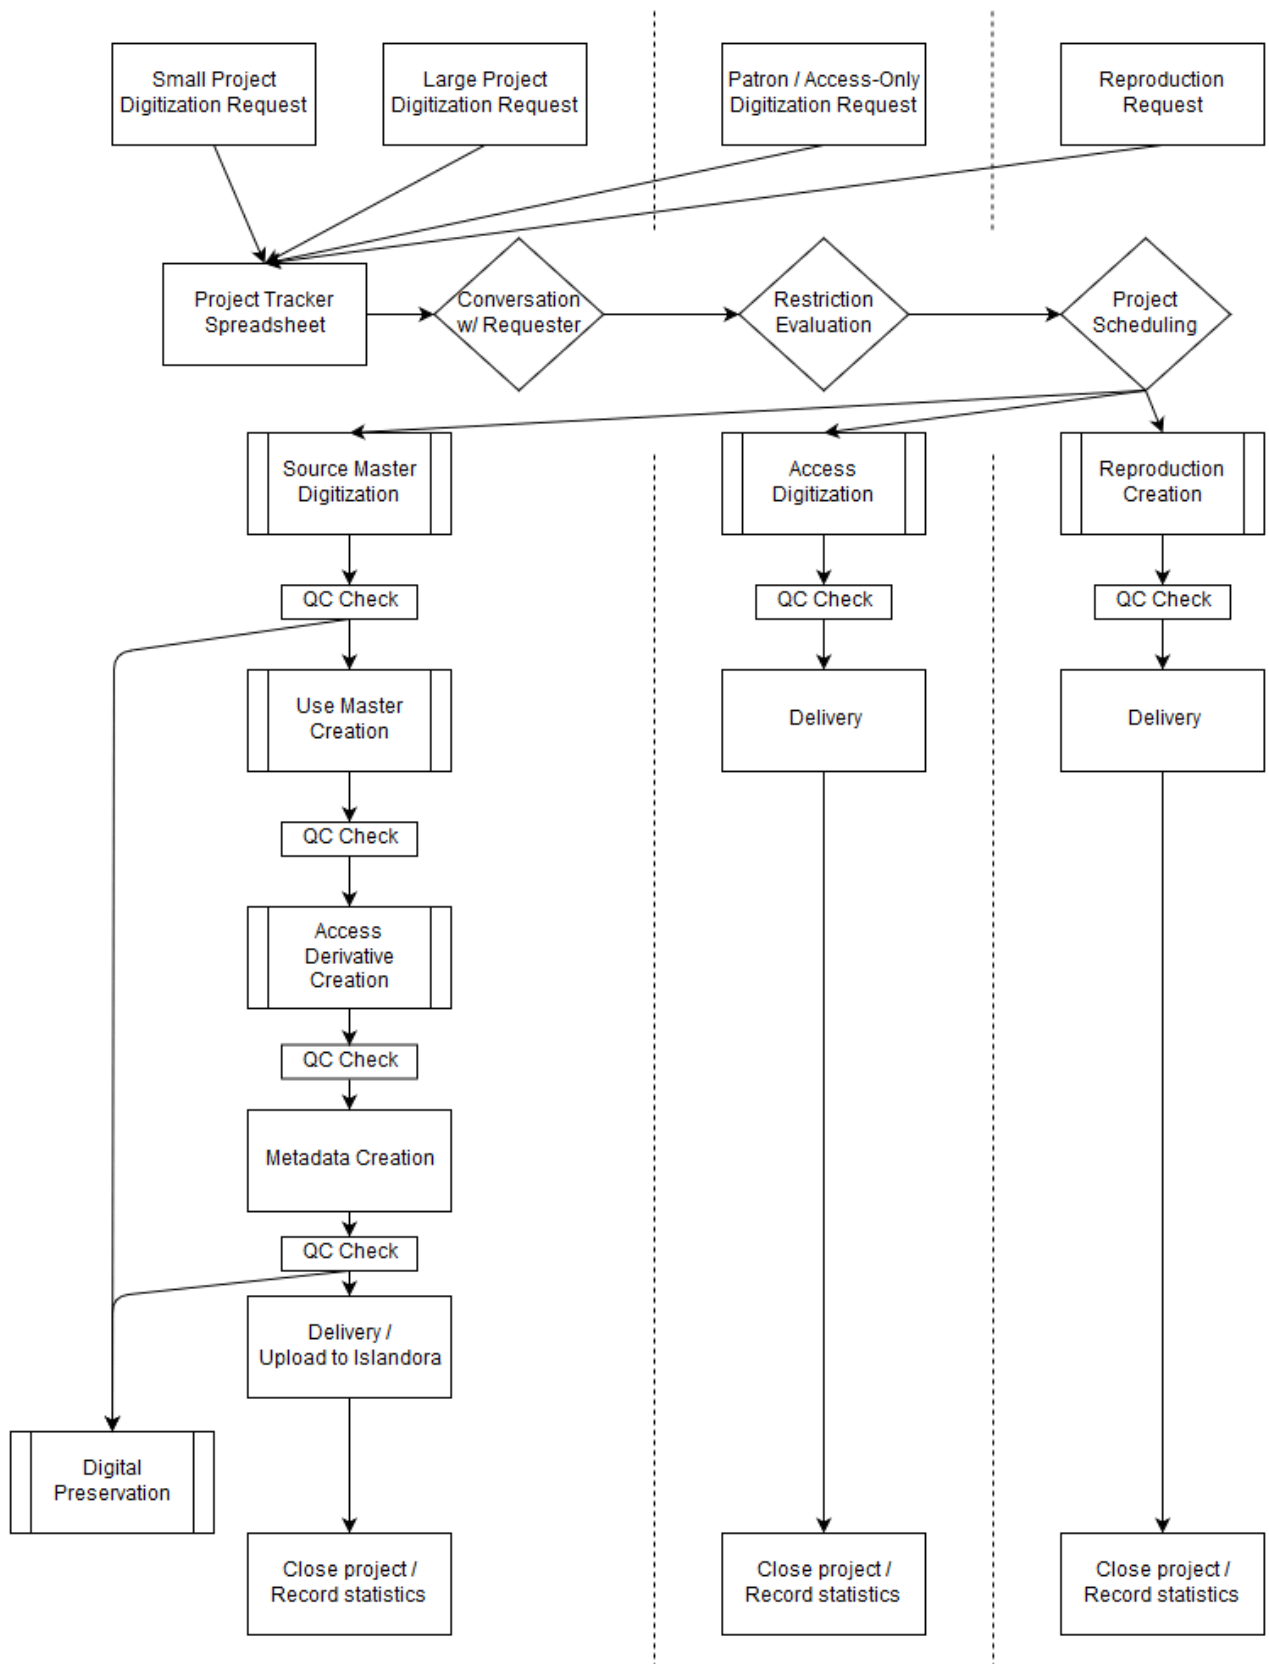 Small Project
Digitization Request
Large Project
Digitization Request
Patron / Access-Only
Digitization Request
Reproduction
Request
Project Tracker
Spreadsheet
Conversation
w/ Requester
Restriction
Evaluation
Project
Scheduling
Source Master
Digitization
Access
Digitization
Reproduction
Creation
QC Check
QC Check
QC Check
Use Master
Creation
Delivery
Delivery
QC Check
Access
Derivative
Creation
QC Check
Metadata Creation
QC Check
Delivery /
Upload to Islandora
Digital
Preservation
Close project /
Record statistics
Close project /
Record statistics
Close project /
Record statistics